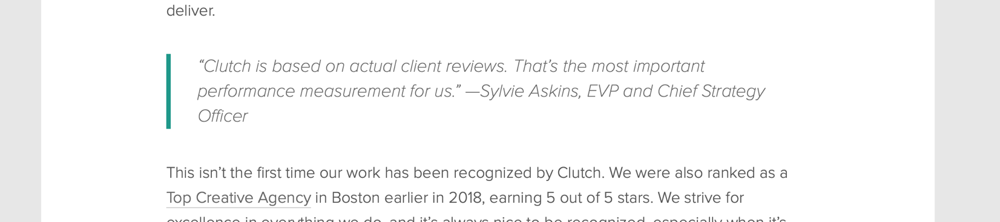 deliver.
“Clutch is based on actual client reviews. That’s the most important
performance measurement for us.” —Sylvie Askins, EVP and Chief Strategy
Officer
This isn’t the first time our work has been recognized by Clutch. We were also ranked as a
Top Creative Agency in Boston earlier in 2018, earning 5 out of 5 stars. We strive for
excellence in everything we do, and it’s always nice to be recognized, especially when it’s